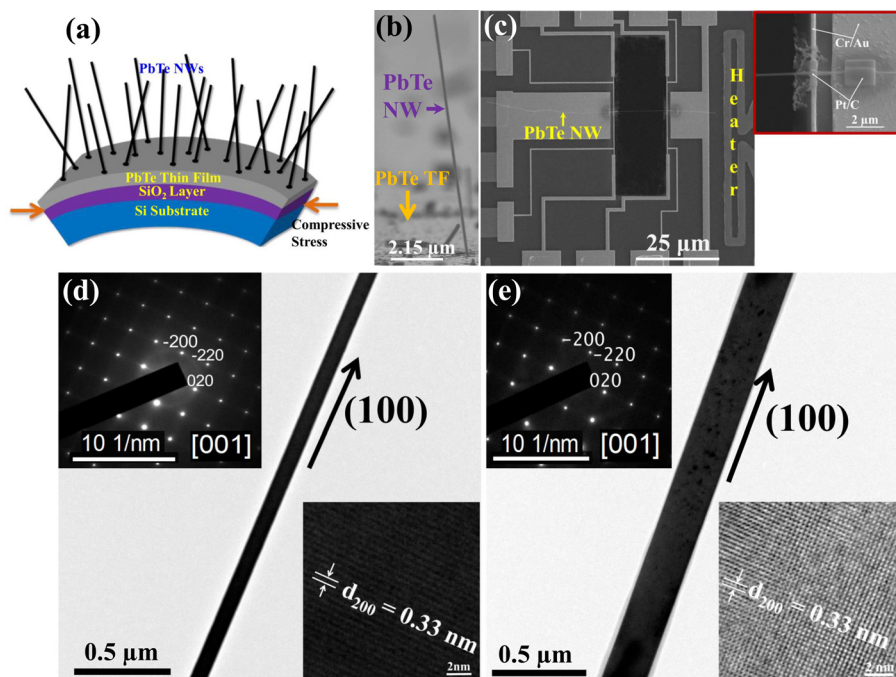 (a)
PbTe NWs
PbTe Thin Film
SiO₂ Layer
Si Substrate
Compressive
Stress
(b)
PbTe
NW
PbTe TF
2.15 µm
(c)
PbTe NW
Heater
25 µm
Cr/Au
Pt/C
2 µm
(d)
-200
-220
020
10 1/nm
[001]
(100)
d₂₀₀ = 0.33 nm
2nm
0.5 µm
(e)
-200
-220
020
10 1/nm
[001]
(100)
d₂₀₀ = 0.33 nm
2 nm
0.5 µm